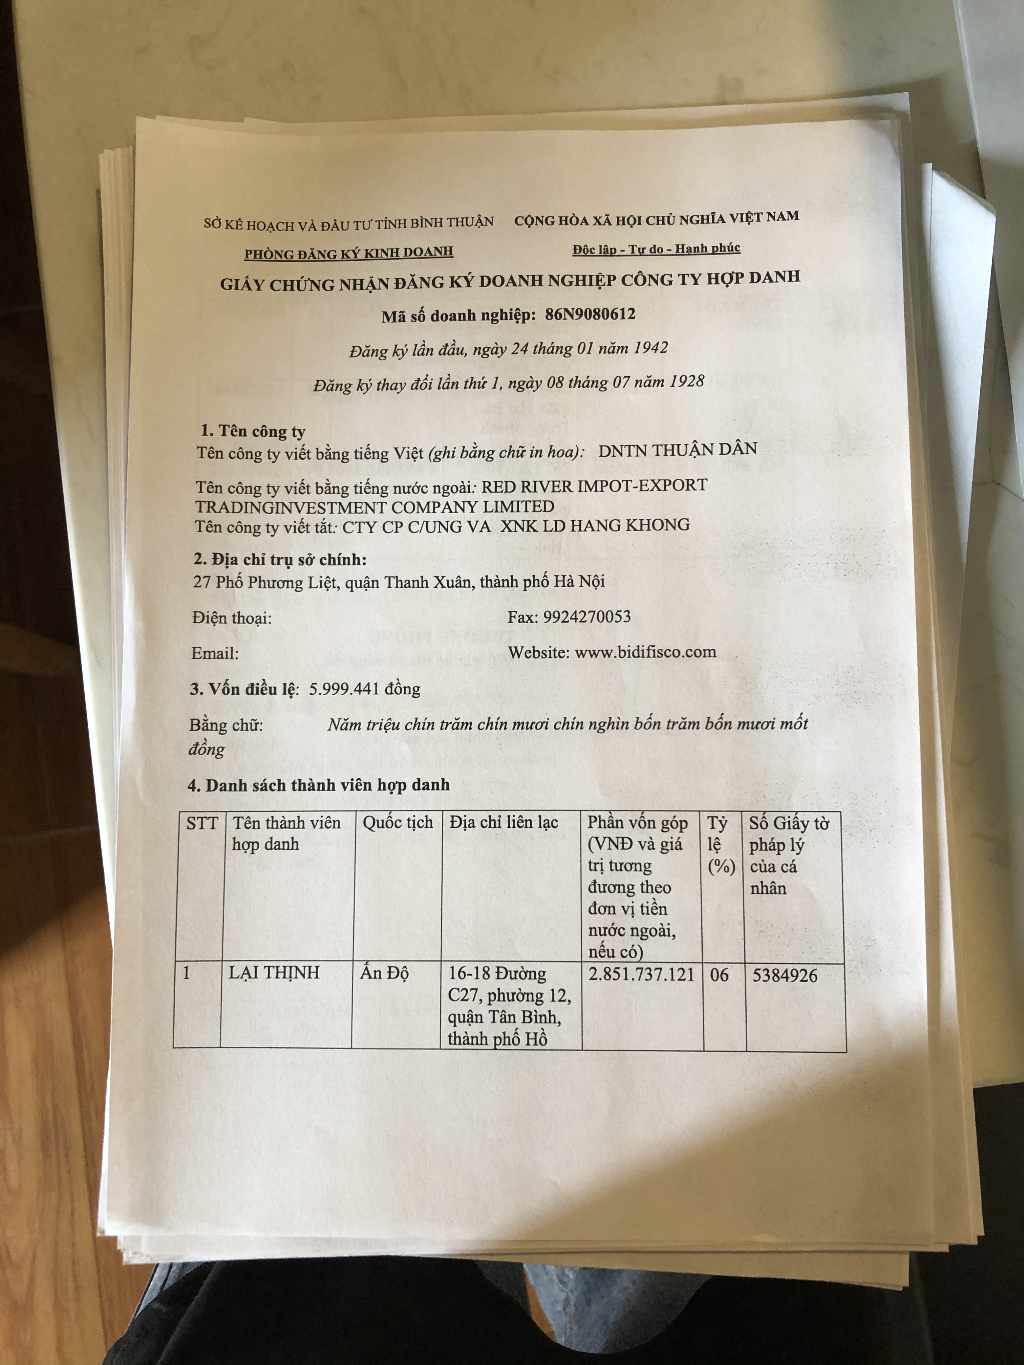 SỞ KẾ HOẠCH VÀ ĐẦU TƯ TỈNH BÌNH THUẬN CỘNG HÒA XÃ HỘI CHỦ NGHĨA VIỆT NAM
PHÒNG ĐĂNG KÝ KINH DOANH Độc lập - Tự do - Hạnh phúc
GIẤY CHỨNG NHẬN ĐĂNG KÝ DOANH NGHIỆP CÔNG TY HỢP DANH
Mã số doanh nghiệp: 86N9080612
Đăng ký lần đầu, ngày 24 tháng 01 năm 1942
Đăng ký thay đổi lần thứ 1, ngày 08 tháng 07 năm 1928
1. Tên công ty
Tên công ty viết bằng tiếng Việt (ghi bằng chữ in hoa): DNTN THUẬN DÂN
Tên công ty viết bằng tiếng nước ngoài: RED RIVER IMPOT-EXPORT
TRADINGINVESTMENT COMPANY LIMITED
Tên công ty viết tắt: CTY CP C/UNG VA XNK LD HANG KHONG
2. Địa chỉ trụ sở chính:
27 Phố Phương Liệt, quận Thanh Xuân, thành phố Hà Nội
Điện thoại: Fax: 9924270053
Email: Website: www.bidifisco.com
3. Vốn điều lệ: 5.999.441 đồng
Bằng chữ: Năm triệu chín trăm chín mươi chín nghìn bốn trăm bốn mươi mốt
đồng
4. Danh sách thành viên hợp danh
STT Tên thành viên Quốc tịch Địa chỉ liên lạc Phần vốn góp Tỷ Số Giấy tờ
hợp danh (VNĐ và giá lệ pháp lý
trị tương (%) của cá
đương theo nhân
đơn vị tiền
nước ngoài,
nếu có)
1 LẠI THỊNH Ấn Độ 16-18 Đường 2.851.737.121 06 5384926
C27, phường 12,
quận Tân Bình,
thành phố Hồ